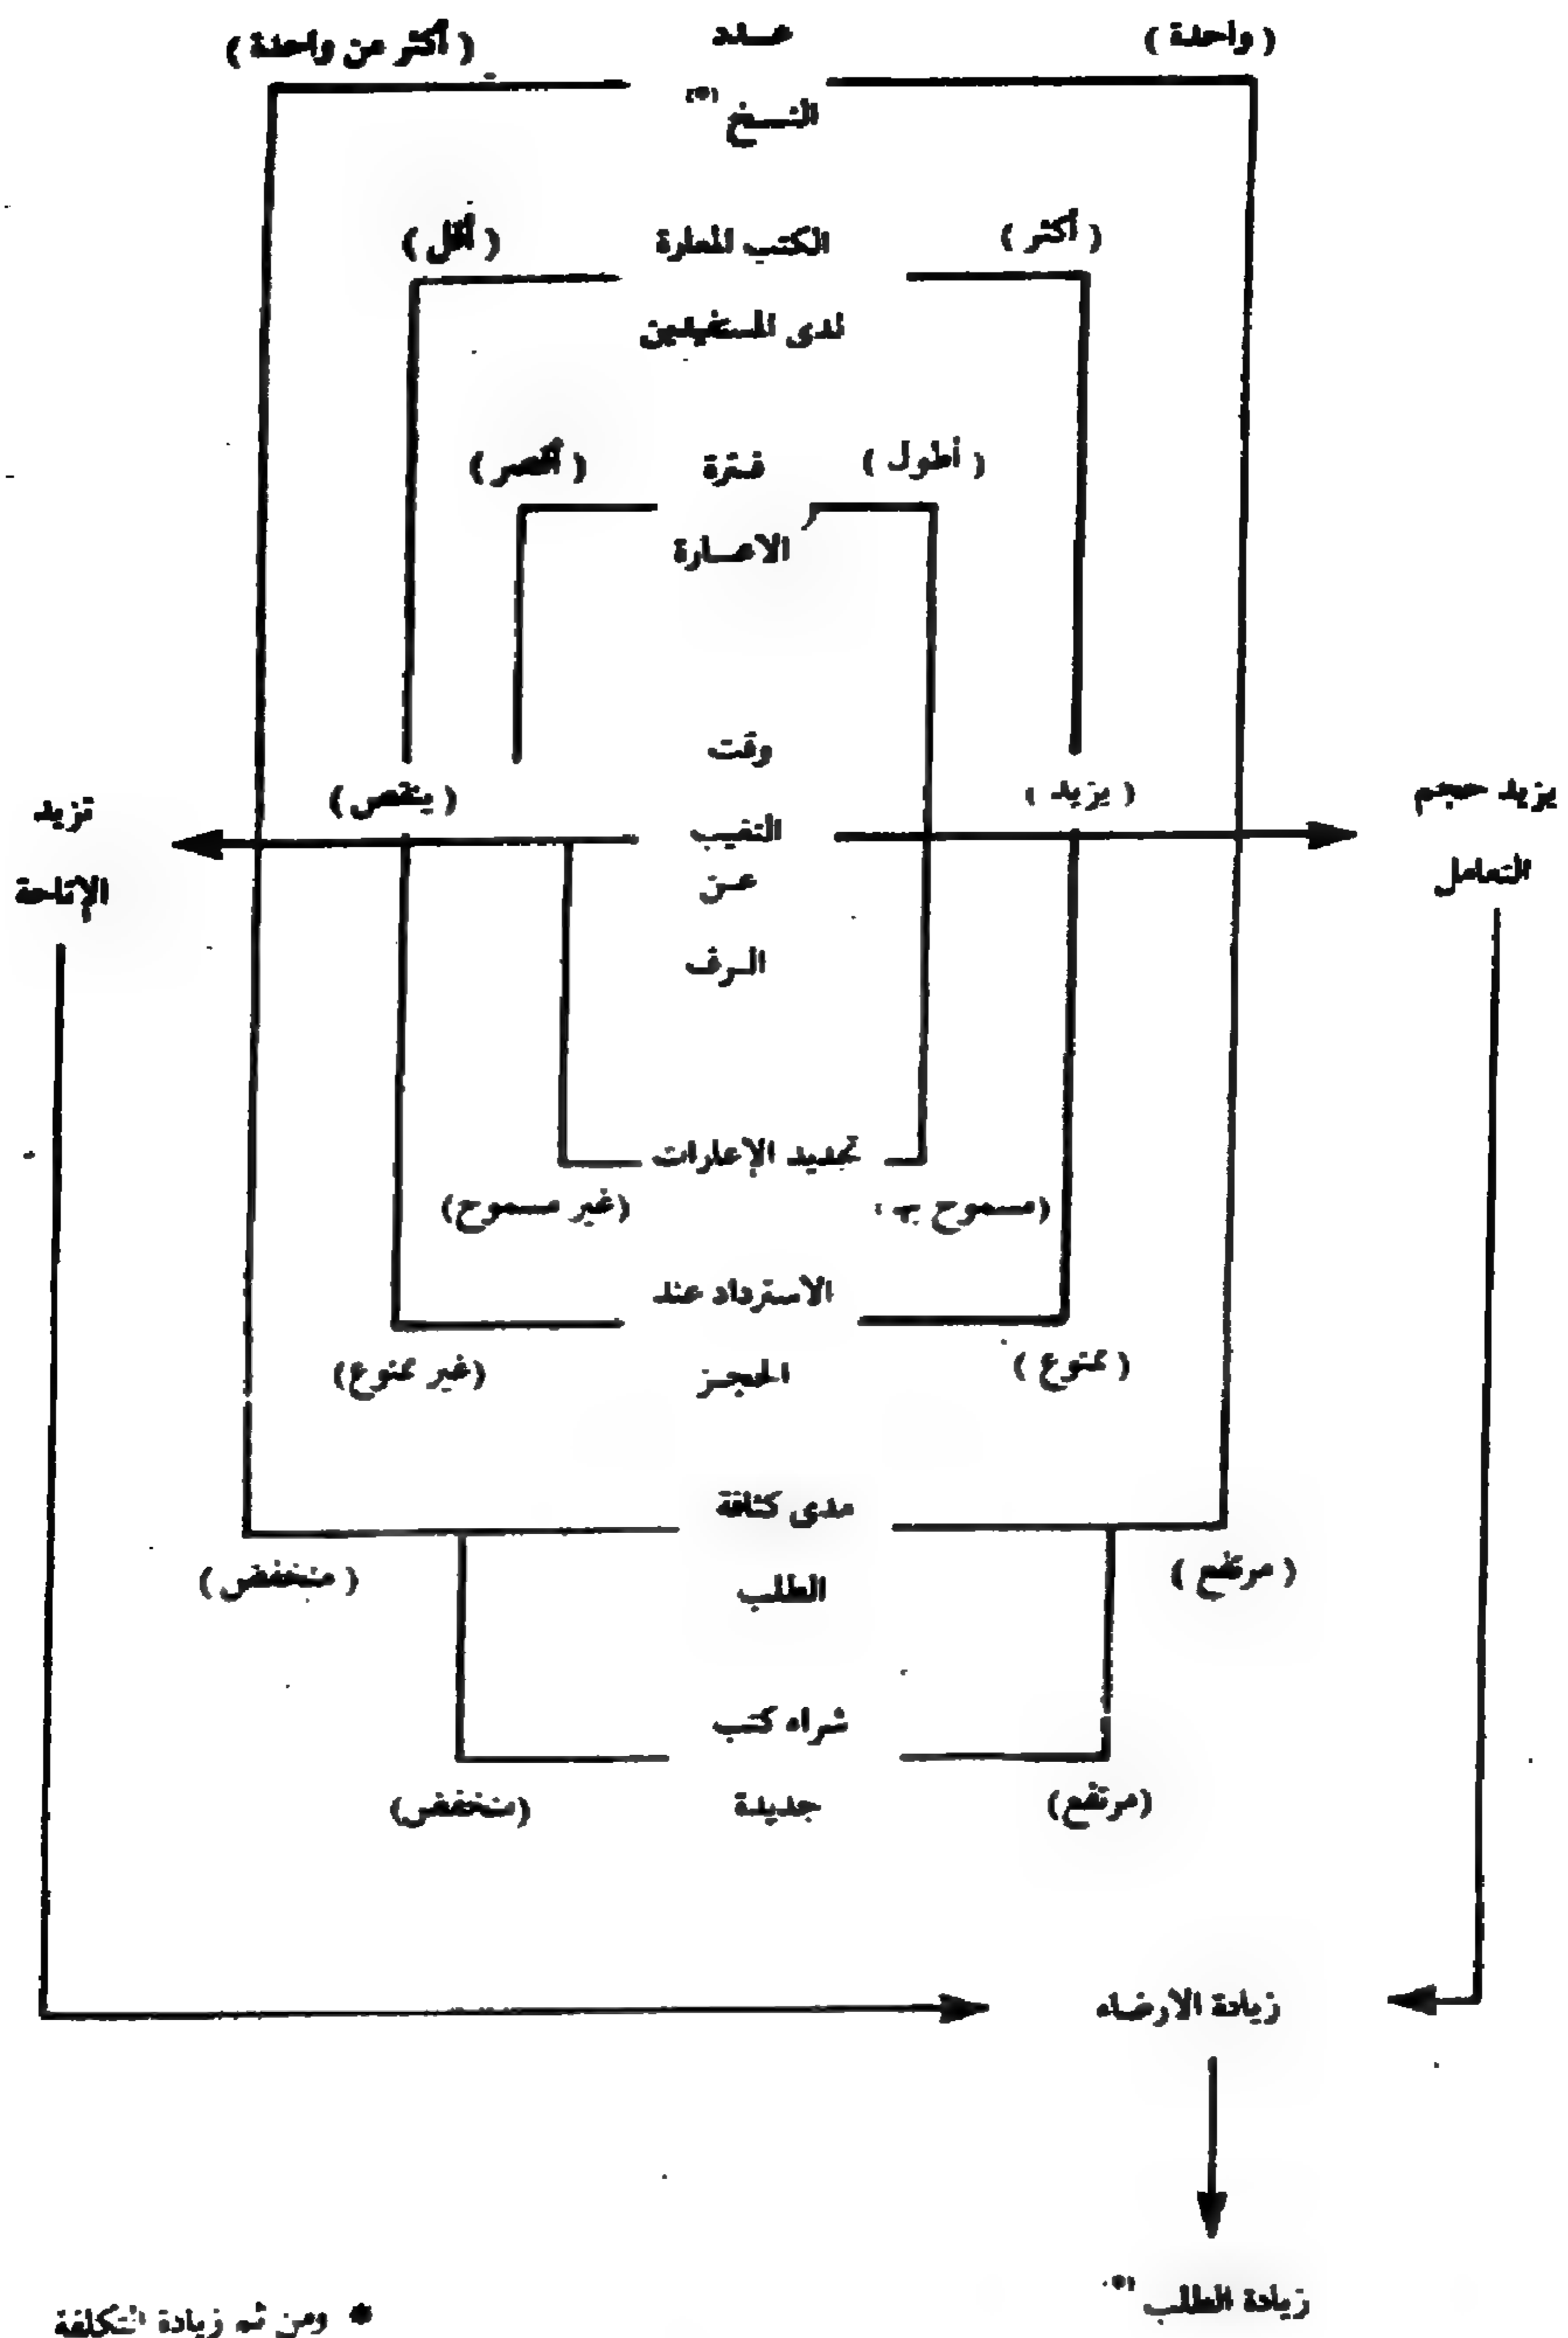 ( واحدة )
عدد
( أكثر من واحدة )
النسخ (*)
( أكثر )
الكتب المعارة
( أقل )
لدى المستفيدين
( أطول )
فترة
( أقصر )
الاعارة
وقت
يزيد حجم
( يزيد )
( ينقص )
تزيد
التغيب
التعامل
عن
الإتاحة
الرف
تجديد الإعارات
(مسموح به)
(غير مسموح)
الاسترداد عند
( ممنوع )
الحجز
(غير ممنوع)
مدى كثافة
( مرتفع )
الطلب
( منخفض )
شراء كتب
(مرتفع)
جديدة
(منخفض)
زيادة الارضاء
زيادة الطلب (*)
* ومن ثم زيادة التكلفة